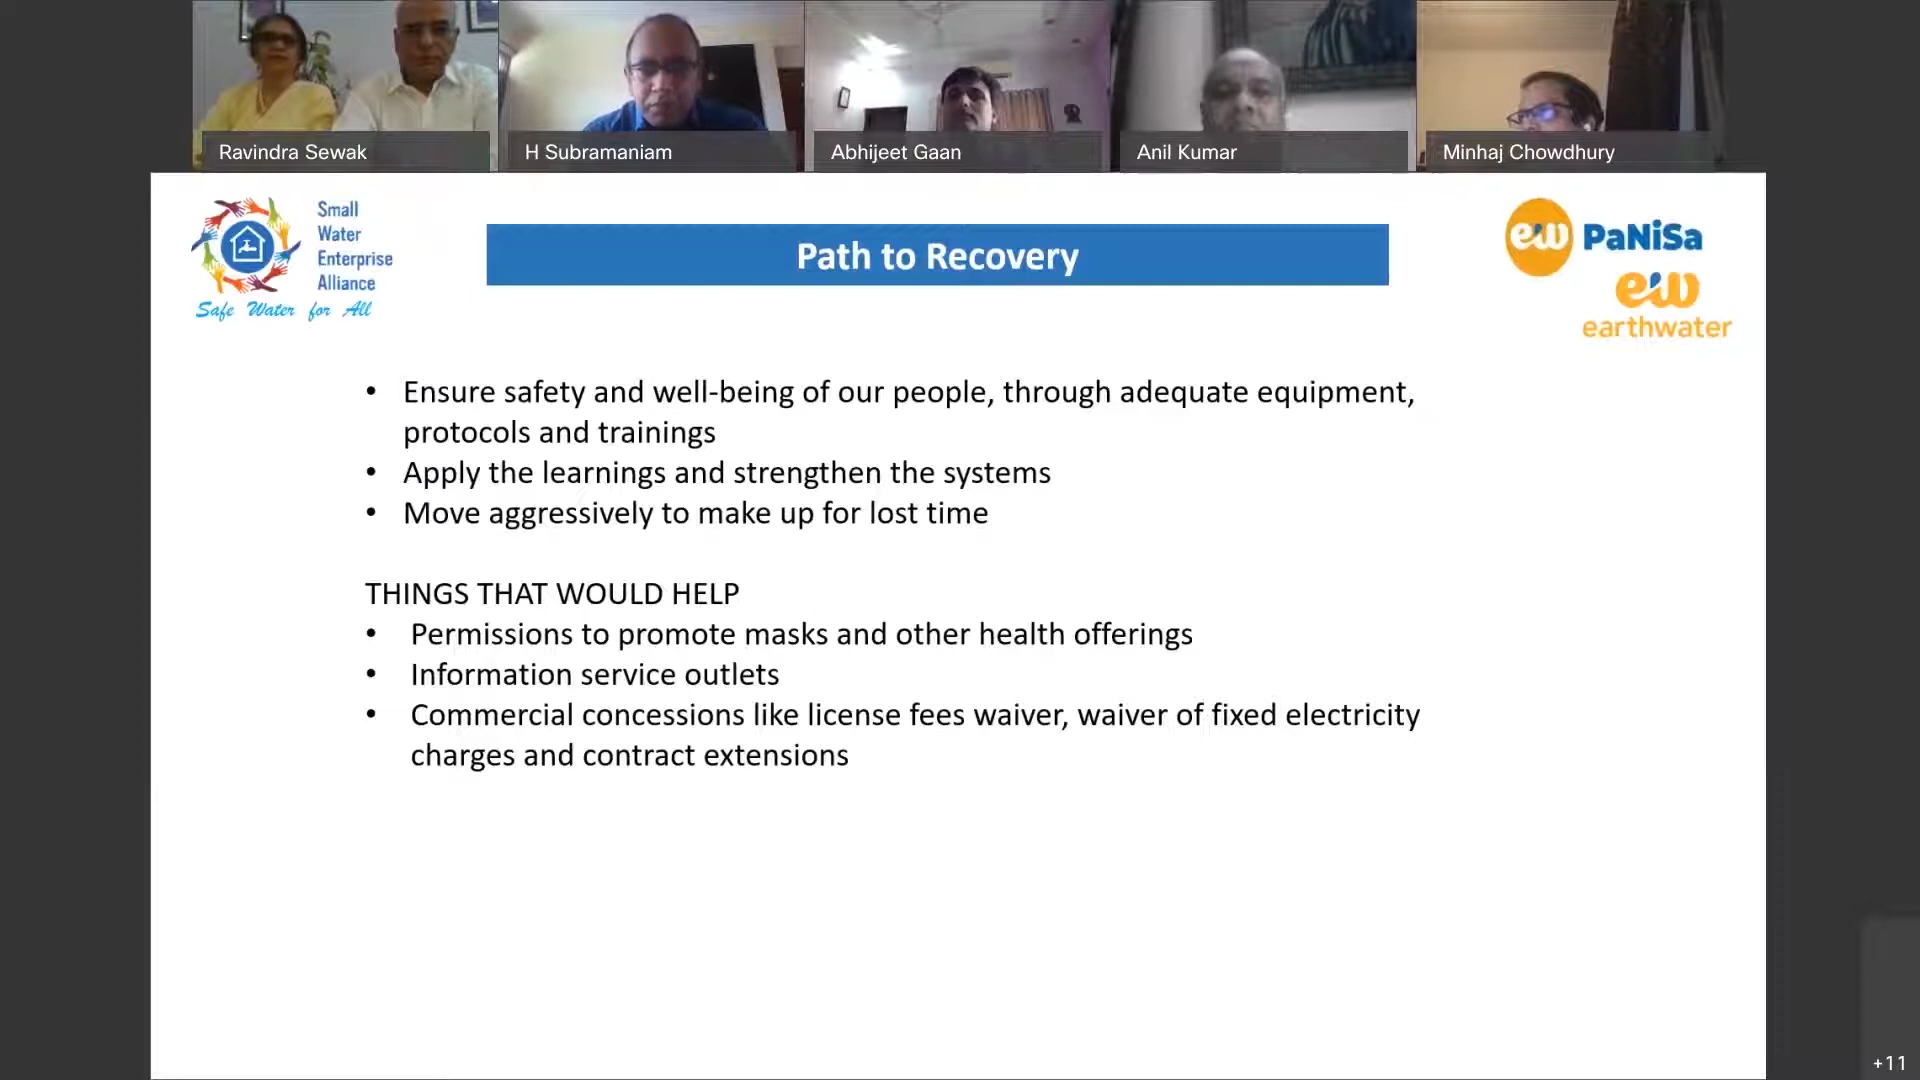 Ravindra Sewak
H Subramaniam
Abhijeet Gaan
Anil Kumar
Minhaj Chowdhury
Small
Water
Enterprise
Alliance
Safe Water for All
Path to Recovery
ew PaNiSa
ew
earthwater
• Ensure safety and well-being of our people, through adequate equipment,
protocols and trainings
• Apply the learnings and strengthen the systems
• Move aggressively to make up for lost time
THINGS THAT WOULD HELP
• Permissions to promote masks and other health offerings
• Information service outlets
• Commercial concessions like license fees waiver, waiver of fixed electricity
charges and contract extensions
+11